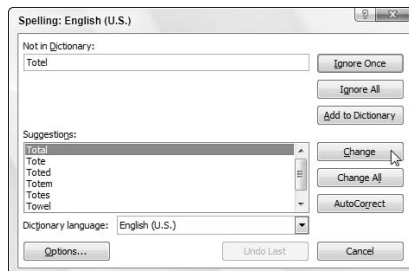 Spelling: English (U.S.)
Not in Dictionary:
Totel
Ignore Once
Ignore All
Add to Dictionary
Suggestions:
Total
Tote
Toted
Totem
Totes
Towel
Change
Change All
AutoCorrect
Dictionary language: English (U.S.)
Options... Undo Last Cancel